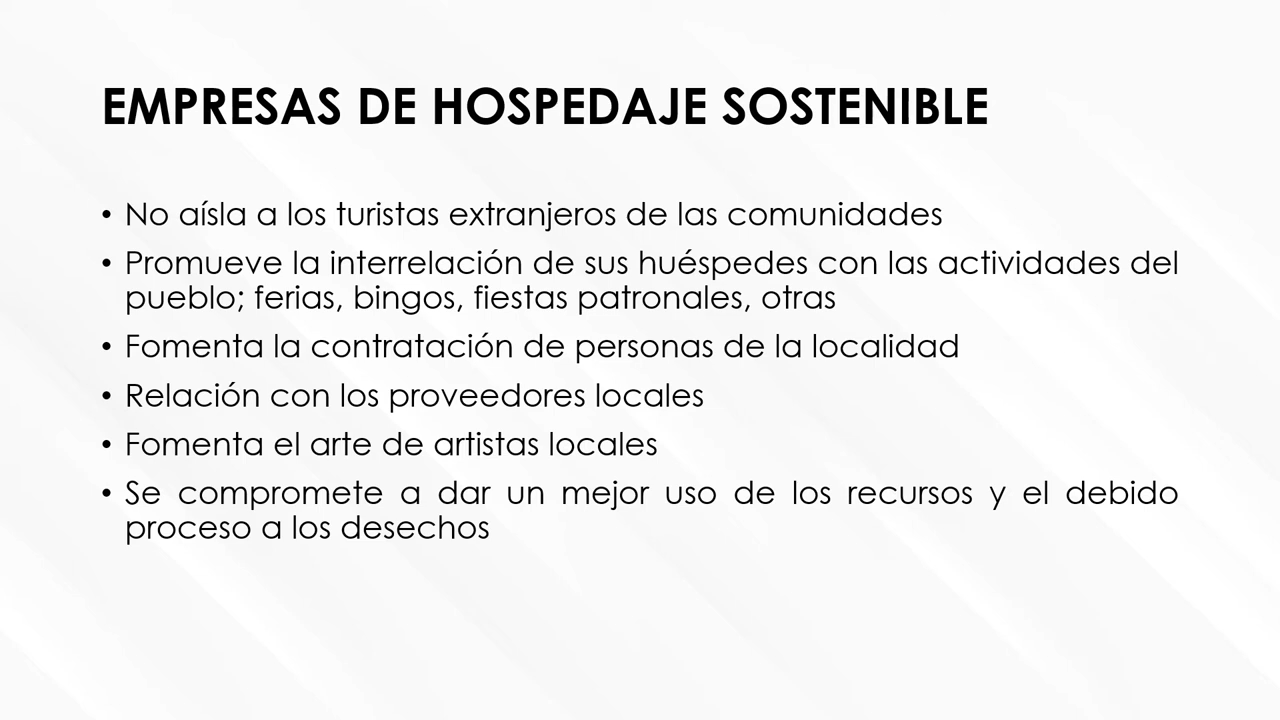 EMPRESAS DE HOSPEDAJE SOSTENIBLE
• No aísla a los turistas extranjeros de las comunidades
• Promueve la interrelación de sus huéspedes con las actividades del
pueblo; ferias, bingos, fiestas patronales, otras
• Fomenta la contratación de personas de la localidad
• Relación con los proveedores locales
• Fomenta el arte de artistas locales
• Se compromete a dar un mejor uso de los recursos y el debido
proceso a los desechos